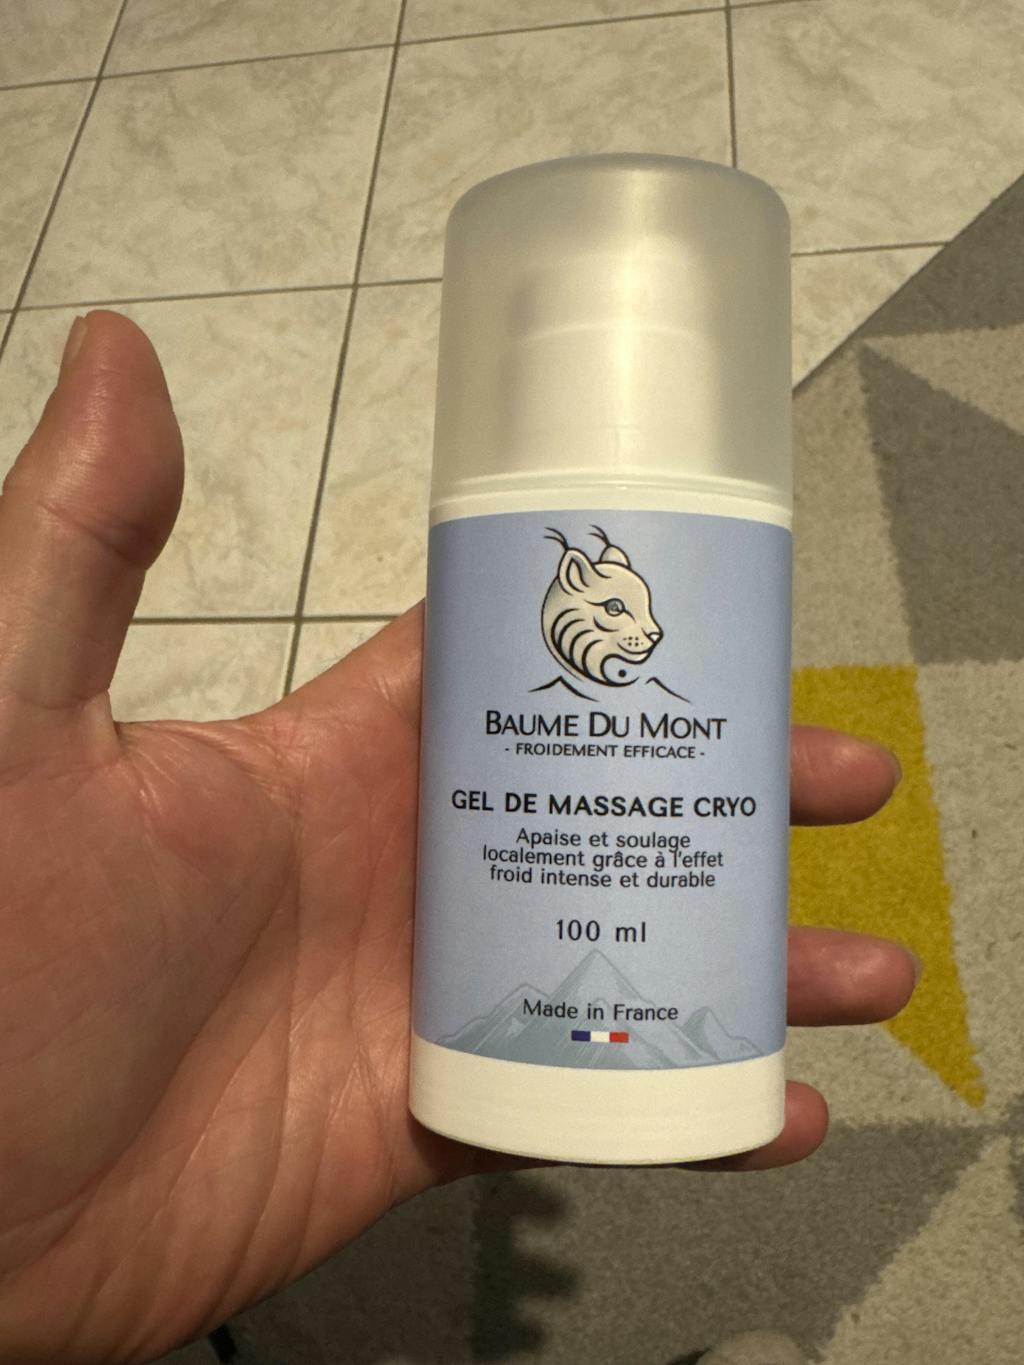 BAUME DU MONT
- FROIDEMENT EFFICACE -
GEL DE MASSAGE CRYO
Apaise et soulage
localement grâce à l'effet
froid intense et durable
100 ml
Made in France